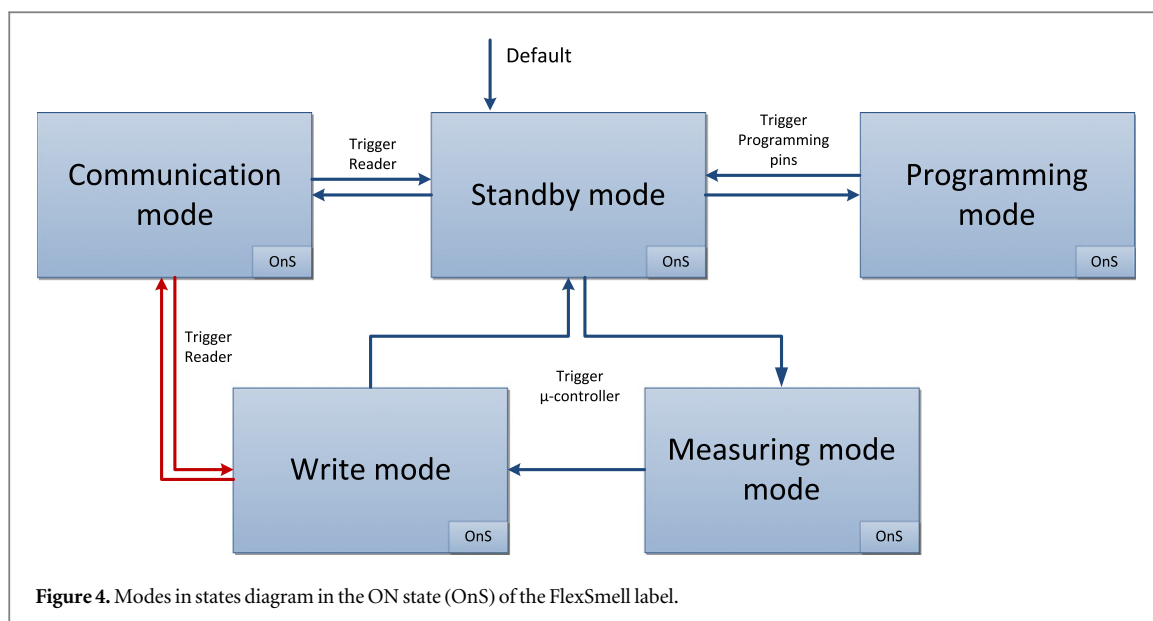 Default
Communication
mode
OnS
Trigger
Reader
Standby mode
OnS
Trigger
Programming
pins
Programming
mode
OnS
Trigger
Reader
Write mode
OnS
Trigger
μ-controller
Measuring mode
mode
OnS
Figure 4. Modes in states diagram in the ON state (OnS) of the FlexSmell label.